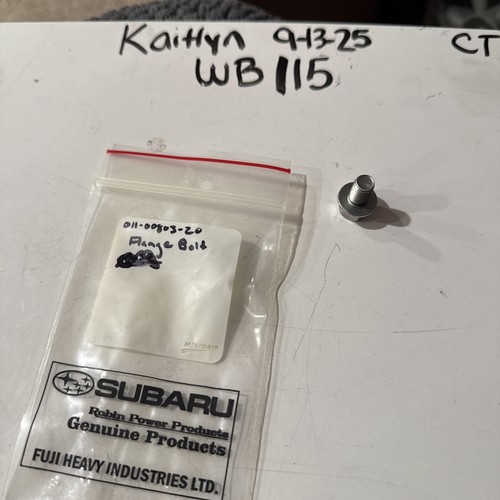 Kaitlyn 9-13-25 CT
WB 115
011-00803-20
Flange Bolt
MINIGRIP
SUBARU
Robin Power Products
Genuine Products
FUJI HEAVY INDUSTRIES LTD.